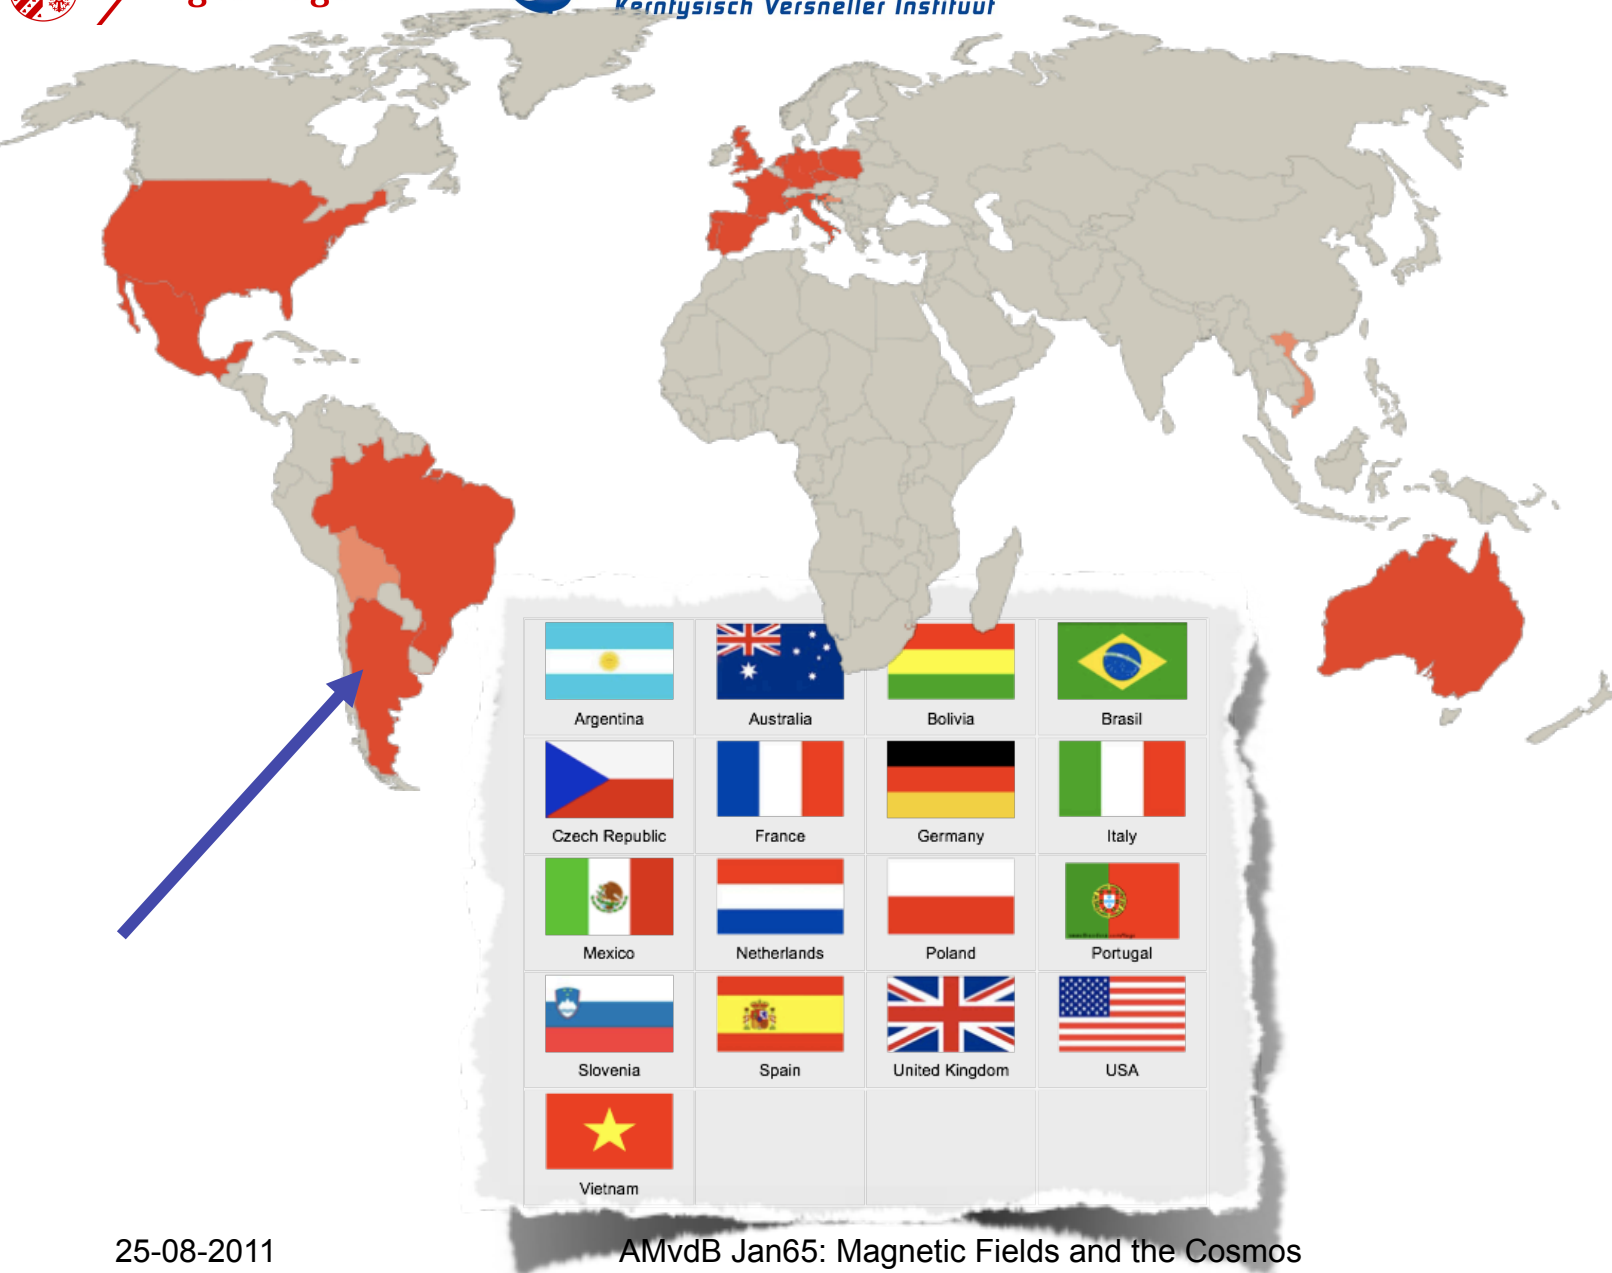 Kernfysisch Versneller Instituut
Argentina
Australia
Bolivia
Brasil
Czech Republic
France
Germany
Italy
Mexico
Netherlands
Poland
Portugal
Slovenia
Spain
United Kingdom
USA
Vietnam
25-08-2011
AMvdB Jan65: Magnetic Fields and the Cosmos